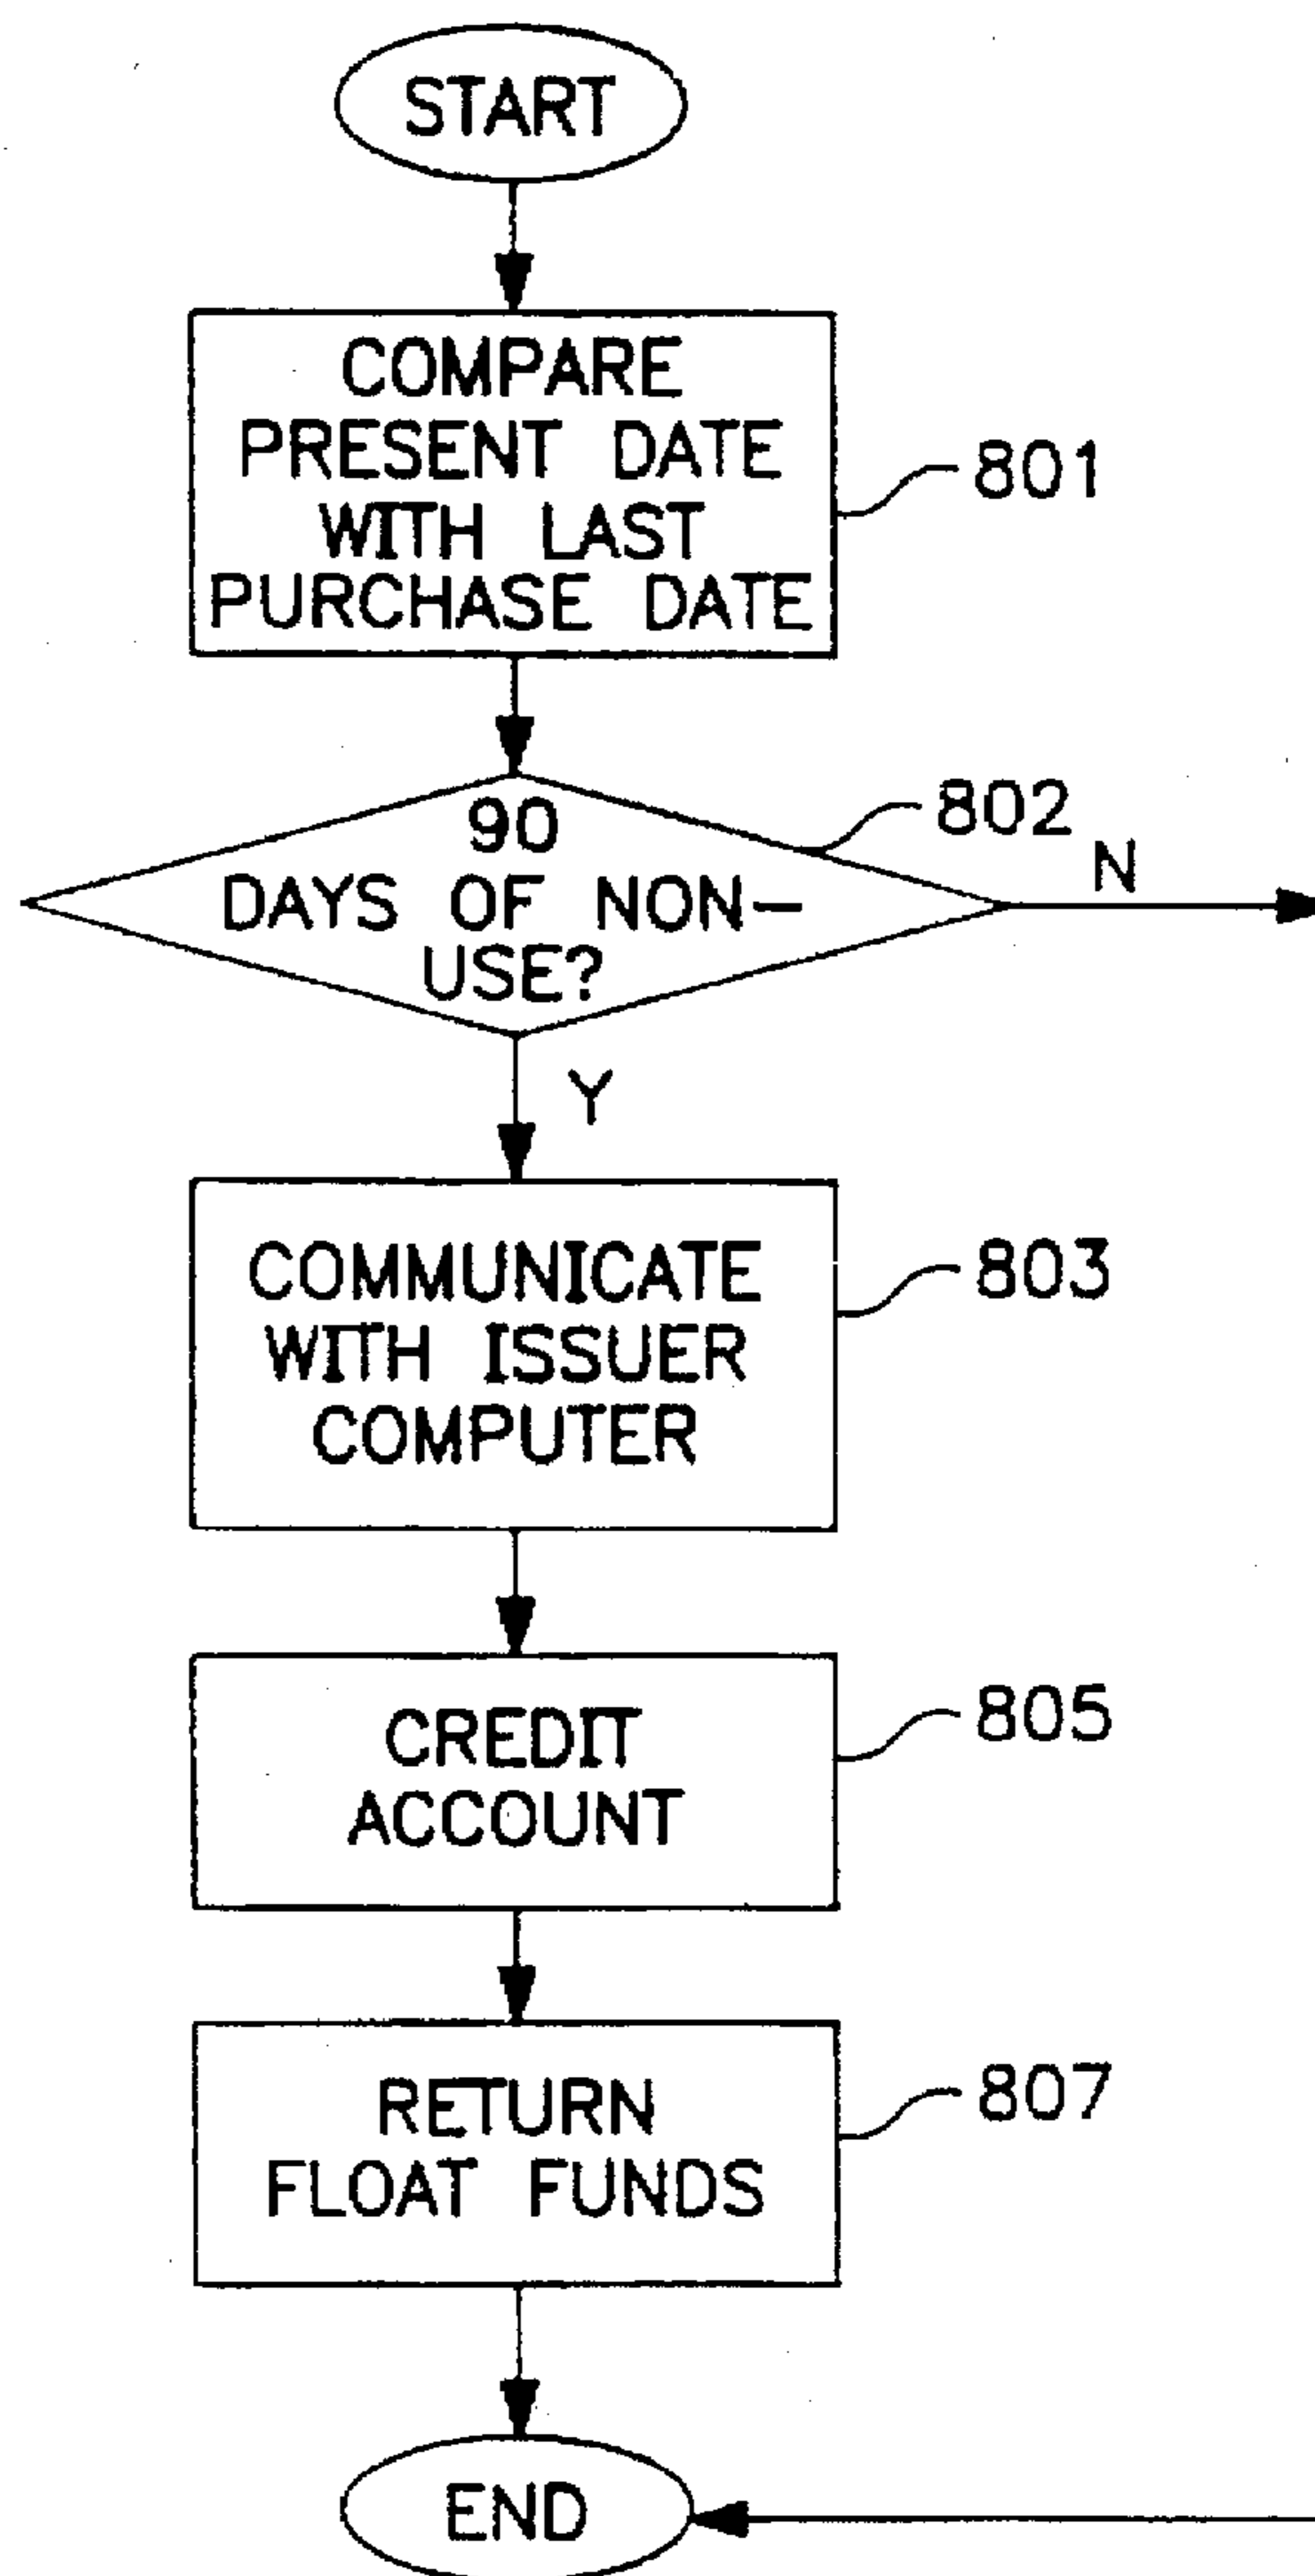 START
COMPARE
PRESENT DATE
WITH LAST
PURCHASE DATE
801
90
DAYS OF NON-
USE?
802
N
Y
COMMUNICATE
WITH ISSUER
COMPUTER
803
CREDIT
ACCOUNT
805
RETURN
FLOAT FUNDS
807
END